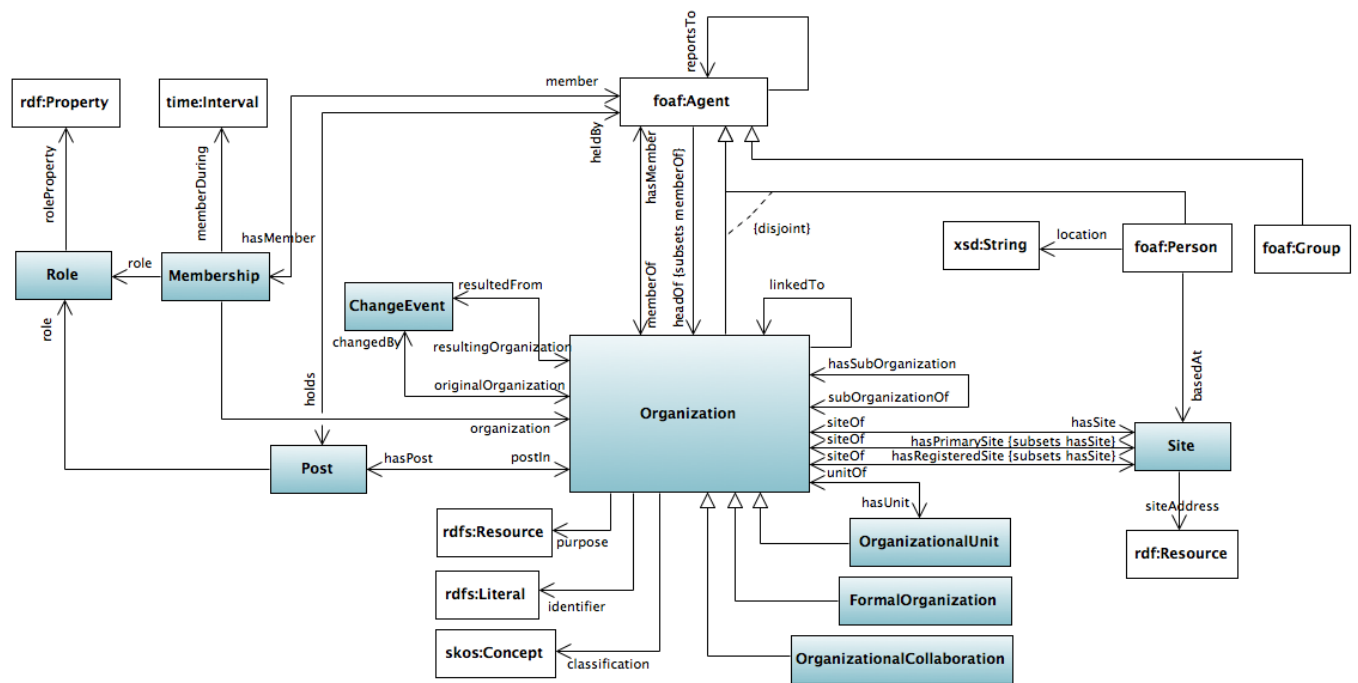 reportsTo
member
rdf:Property
time:Interval
foaf:Agent
heldBy
hasMember
headOf {subsets memberOf}
memberOf
roleProperty
memberDuring
{disjoint}
hasMember
xsd:String
location
foaf:Person
foaf:Group
Role
role
Membership
linkedTo
resultedFrom
ChangeEvent
changedBy
resultingOrganization
role
hasSubOrganization
basedAt
originalOrganization
holds
subOrganizationOf
Organization
organization
siteOf
hasSite
siteOf
hasPrimarySite {subsets hasSite}
Site
siteOf
hasRegisteredSite {subsets hasSite}
Post
hasPost
postIn
unitOf
hasUnit
siteAddress
rdfs:Resource
purpose
OrganizationalUnit
rdf:Resource
rdfs:Literal
identifier
FormalOrganization
skos:Concept
classification
OrganizationalCollaboration